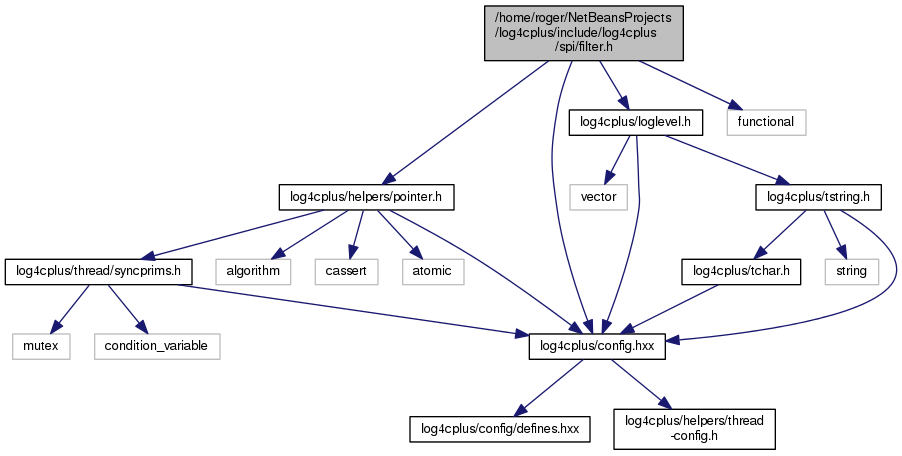 /home/roger/NetBeansProjects
/log4cplus/include/log4cplus
/spi/filter.h
log4cplus/loglevel.h
functional
log4cplus/helpers/pointer.h
vector
log4cplus/tstring.h
log4cplus/thread/syncprims.h
algorithm
cassert
atomic
log4cplus/tchar.h
string
mutex
condition_variable
log4cplus/config.hxx
log4cplus/config/defines.hxx
log4cplus/helpers/thread
-config.h